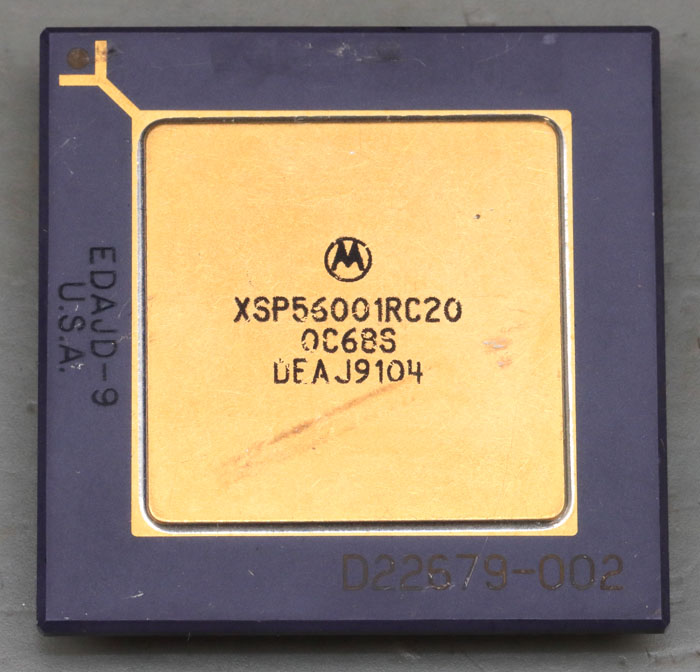 XSP56001RC20
0C68S
DEAJ9104
EDAJD-9
U.S.A.
D22679-002